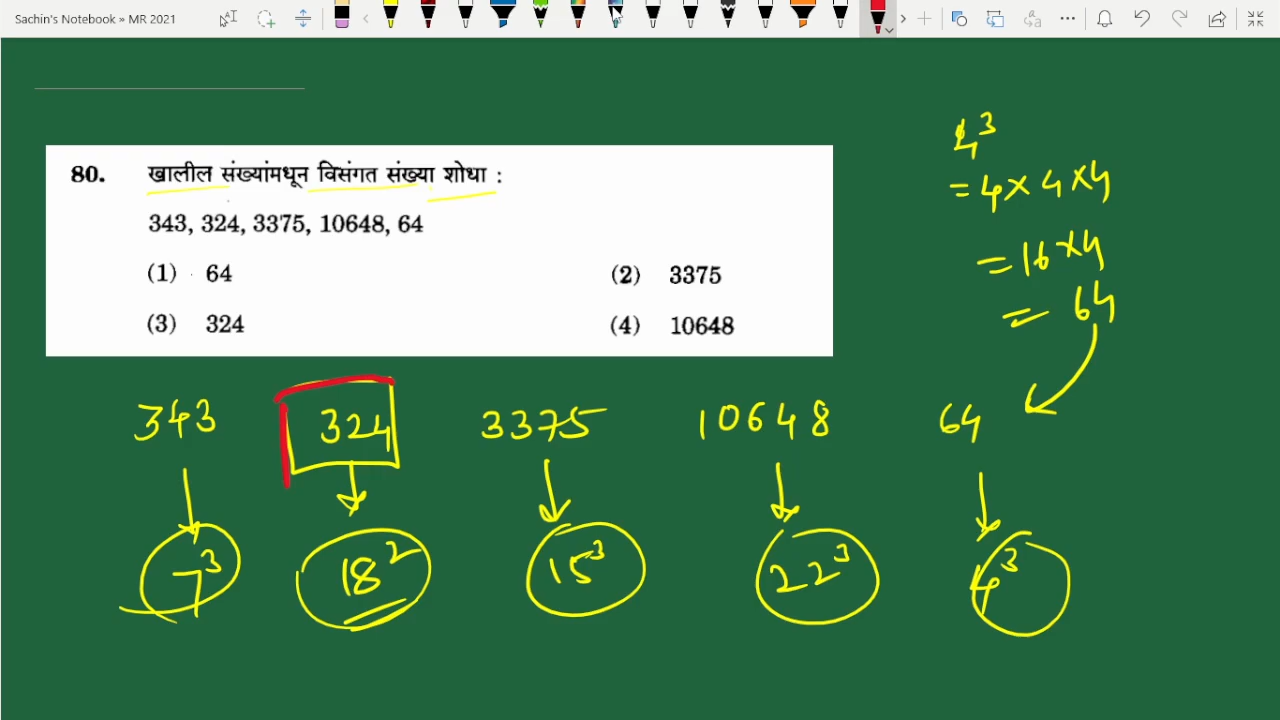 Sachin's Notebook » MR 2021
80. खालील संख्यांमधून विसंगत संख्या शोधा :
343, 324, 3375, 10648, 64
(1) 64 (2) 3375
(3) 324 (4) 10648
4³
= 4 × 4 × 4
= 16 × 4
= 64
343 324 3375 10648 64
7³ 18² 15³ 22³ 4³